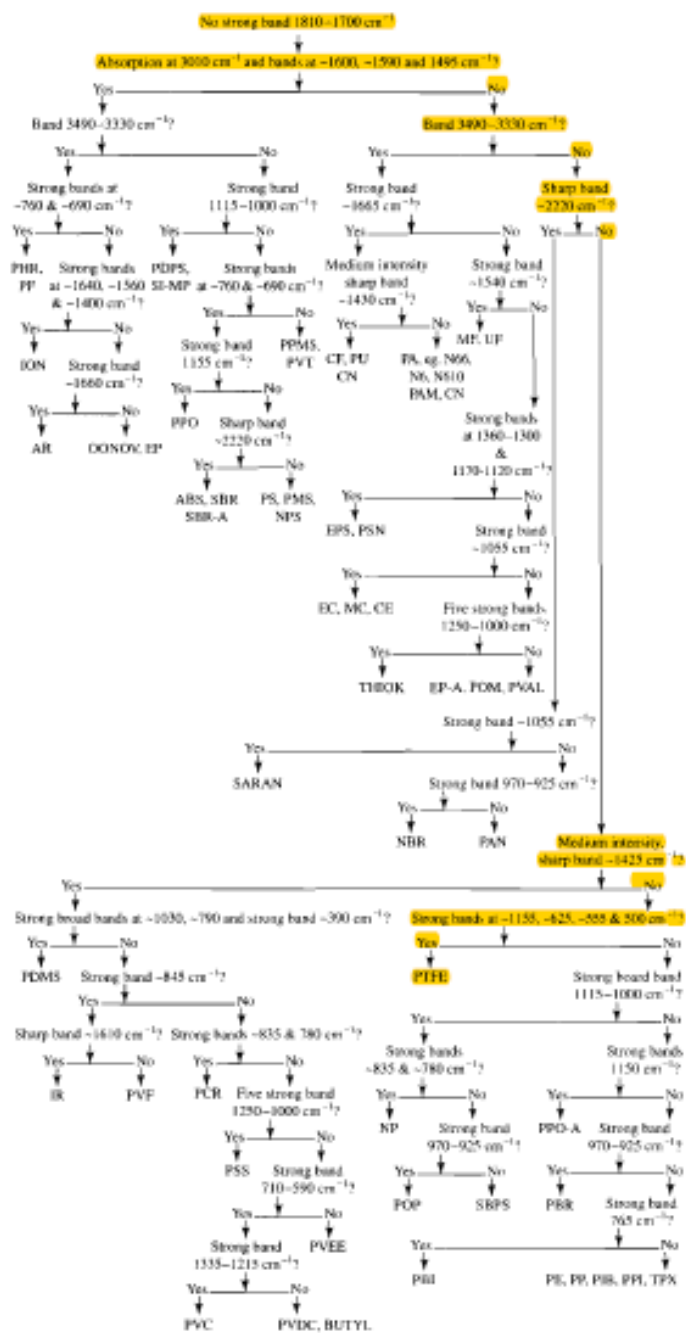 No strong band 1810–1700 cm⁻¹
Absorption at 3010 cm⁻¹ and bands at ~1600, ~1590 and 1495 cm⁻¹?
Yes No
Band 3490–3330 cm⁻¹? Band 3490–3330 cm⁻¹?
Yes No Yes No
Strong bands at Strong band Strong band Sharp band
~760 & ~690 cm⁻¹? 1115–1000 cm⁻¹? ~1665 cm⁻¹? ~2220 cm⁻¹?
Yes No Yes No Yes No Yes No
PHR, Strong bands PDPS, Strong bands Medium intensity Strong band
PF at ~1640, ~1560 SI-MP at ~760 & ~690 cm⁻¹? sharp band ~1540 cm⁻¹?
& ~1400 cm⁻¹? ~1430 cm⁻¹? Yes No
Yes No Yes No Yes No MF, UF
ION Strong band Strong band PPMS, CF, PU PA, eg. N66,
~1660 cm⁻¹? 1155 cm⁻¹? PVT CN N6, N610
Yes No Yes No PAM, CN
AR DONOV, EP PPO Sharp band Strong bands
~2220 cm⁻¹? at 1360–1300
Yes No &
ABS, SBR PS, PMS, 1170-1120 cm⁻¹?
SBR-A NPS Yes No
EPS, PSN Strong band
~1055 cm⁻¹?
Yes No
EC, MC, CE Five strong bands
1250–1000 cm⁻¹?
Yes No
THIOK EP-A, POM, PVAL
Strong band ~1055 cm⁻¹?
Yes No
SARAN Strong band 970–925 cm⁻¹?
Yes No
NBR PAN
Medium intensity,
sharp band ~1425 cm⁻¹?
Yes No
Strong broad bands at ~1030, ~790 and strong band ~390 cm⁻¹? Strong bands at ~1155, ~625, ~555 & 500 cm⁻¹?
Yes No Yes No
PDMS Strong band ~845 cm⁻¹? PTFE Strong board band
Yes No 1115–1000 cm⁻¹?
Sharp band ~1610 cm⁻¹? Strong bands ~835 & 780 cm⁻¹? Yes No
Yes No Yes No Strong bands Strong bands
IR PVF PCR Five strong band ~835 & ~780 cm⁻¹? 1150 cm⁻¹?
1250–1000 cm⁻¹? Yes No Yes No
Yes No NP Strong band PPO-A Strong band
PSS Strong band 970–925 cm⁻¹? 970–925 cm⁻¹?
710–590 cm⁻¹? Yes No Yes No
Yes No POP SBPS PBR Strong band
Strong band PVEE 765 cm⁻¹?
1335–1215 cm⁻¹? Yes No
Yes No PBI PE, PP, PIB, PPI, TPX
PVC PVDC, BUTYL